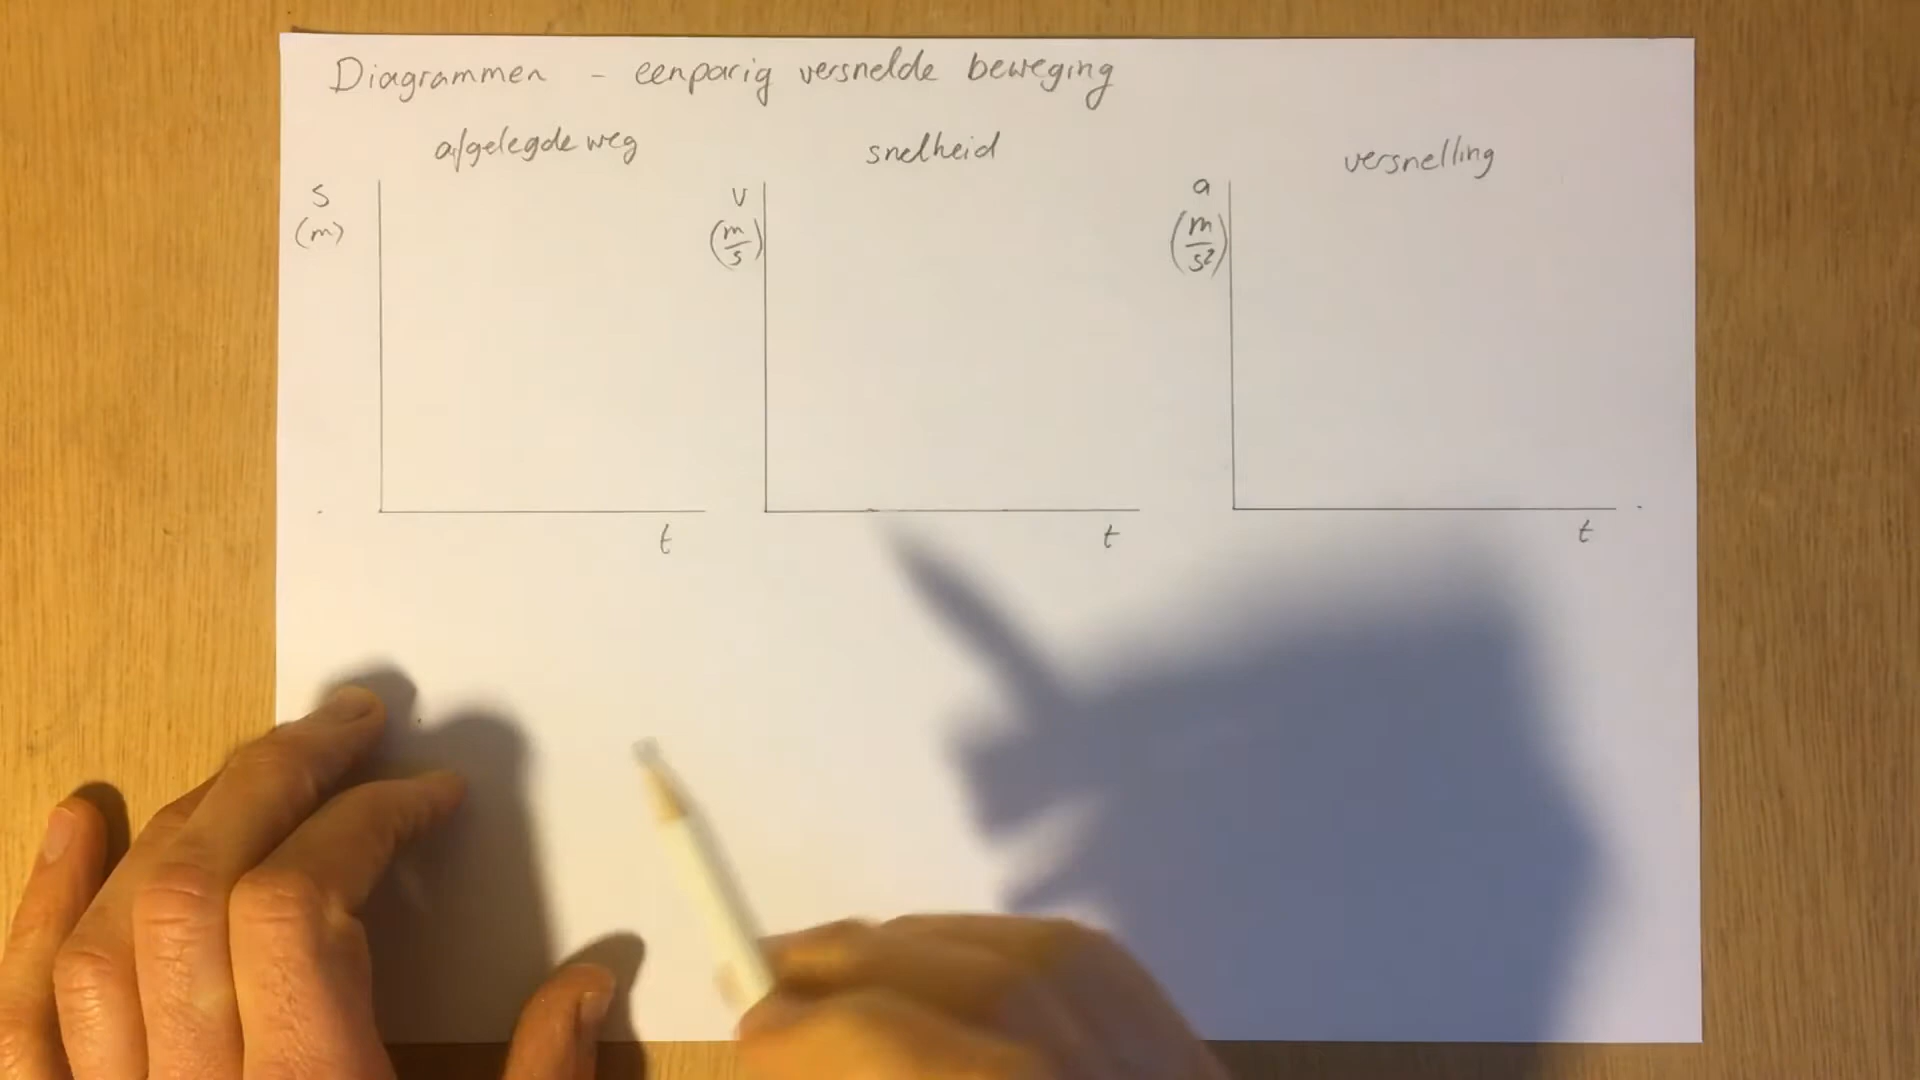 Diagrammen - eenparig versnelde beweging
afgelegde weg
snelheid
versnelling
s
(m)
v
(m/s)
a
(m/s²)
t
t
t